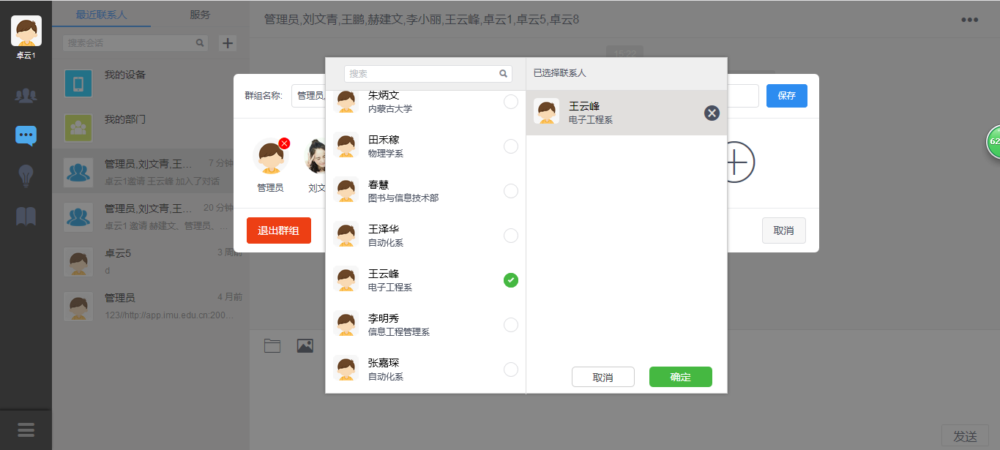 卓云1
最近联系人
服务
搜索会话
我的设备
我的部门
管理员,刘文青,王...
7 分钟
卓云1邀请 王云峰 加入了对话
管理员,刘文青,王...
20 分钟
卓云1 邀请 赫建文、管理员, ...
卓云5
3 周前
d
管理员
4 月前
123//http://app.imu.edu.cn:200...
管理员,刘文青,王鹏,赫建文,李小丽,王云峰,卓云1,卓云5,卓云8
15:22
群组名称:
管理员,
保存
管理员
刘文
退出群组
取消
搜索
朱炳文
内蒙古大学
田禾稼
物理学系
春慧
图书与信息技术部
王泽华
自动化系
王云峰
电子工程系
李明秀
信息工程管理系
张嘉琛
自动化系
已选择联系人
王云峰
电子工程系
取消
确定
发送
62